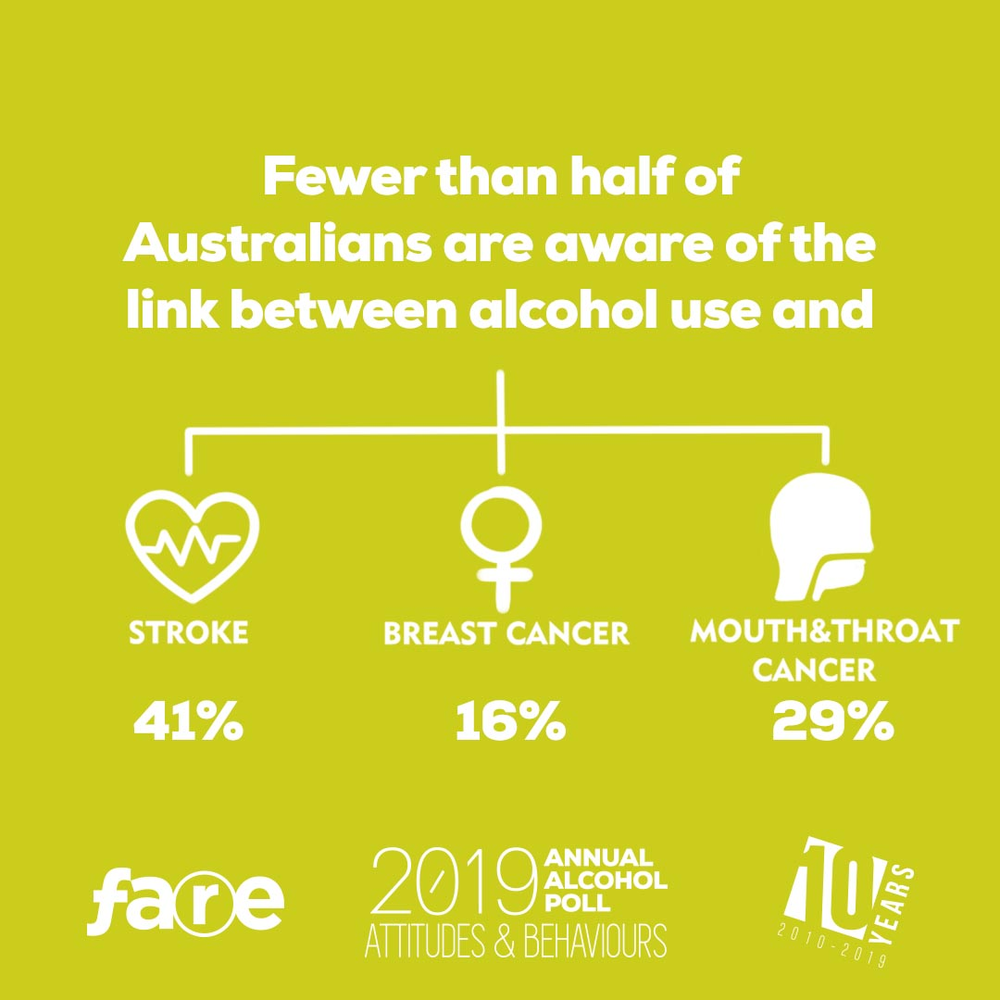 Fewer than half of
Australians are aware of the
link between alcohol use and
STROKE
BREAST CANCER
MOUTH&THROAT
CANCER
41%
16%
29%
fare
2019 ANNUAL
ALCOHOL
POLL
ATTITUDES & BEHAVIOURS
10 YEARS
2010-2019